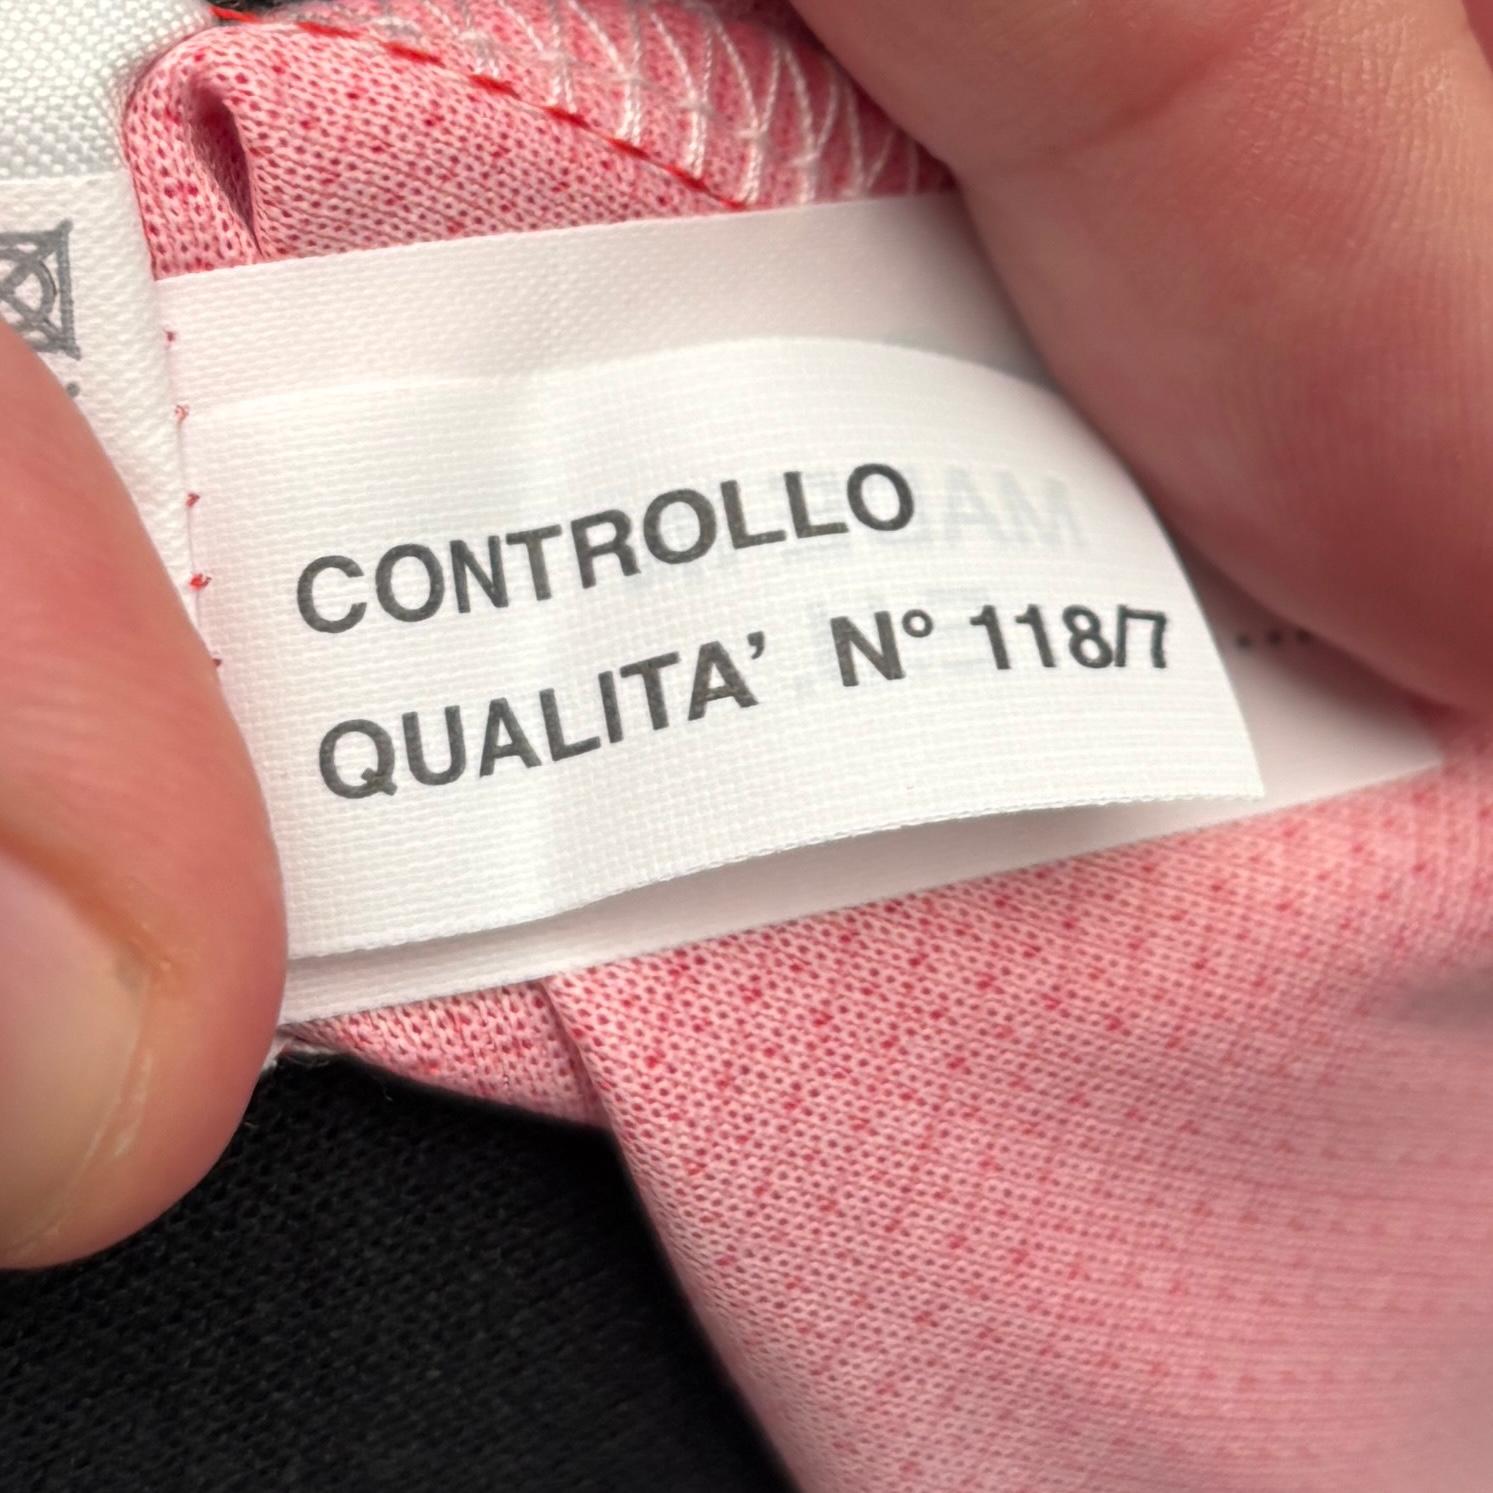 CONTROLLO
QUALITA’ N° 118/7